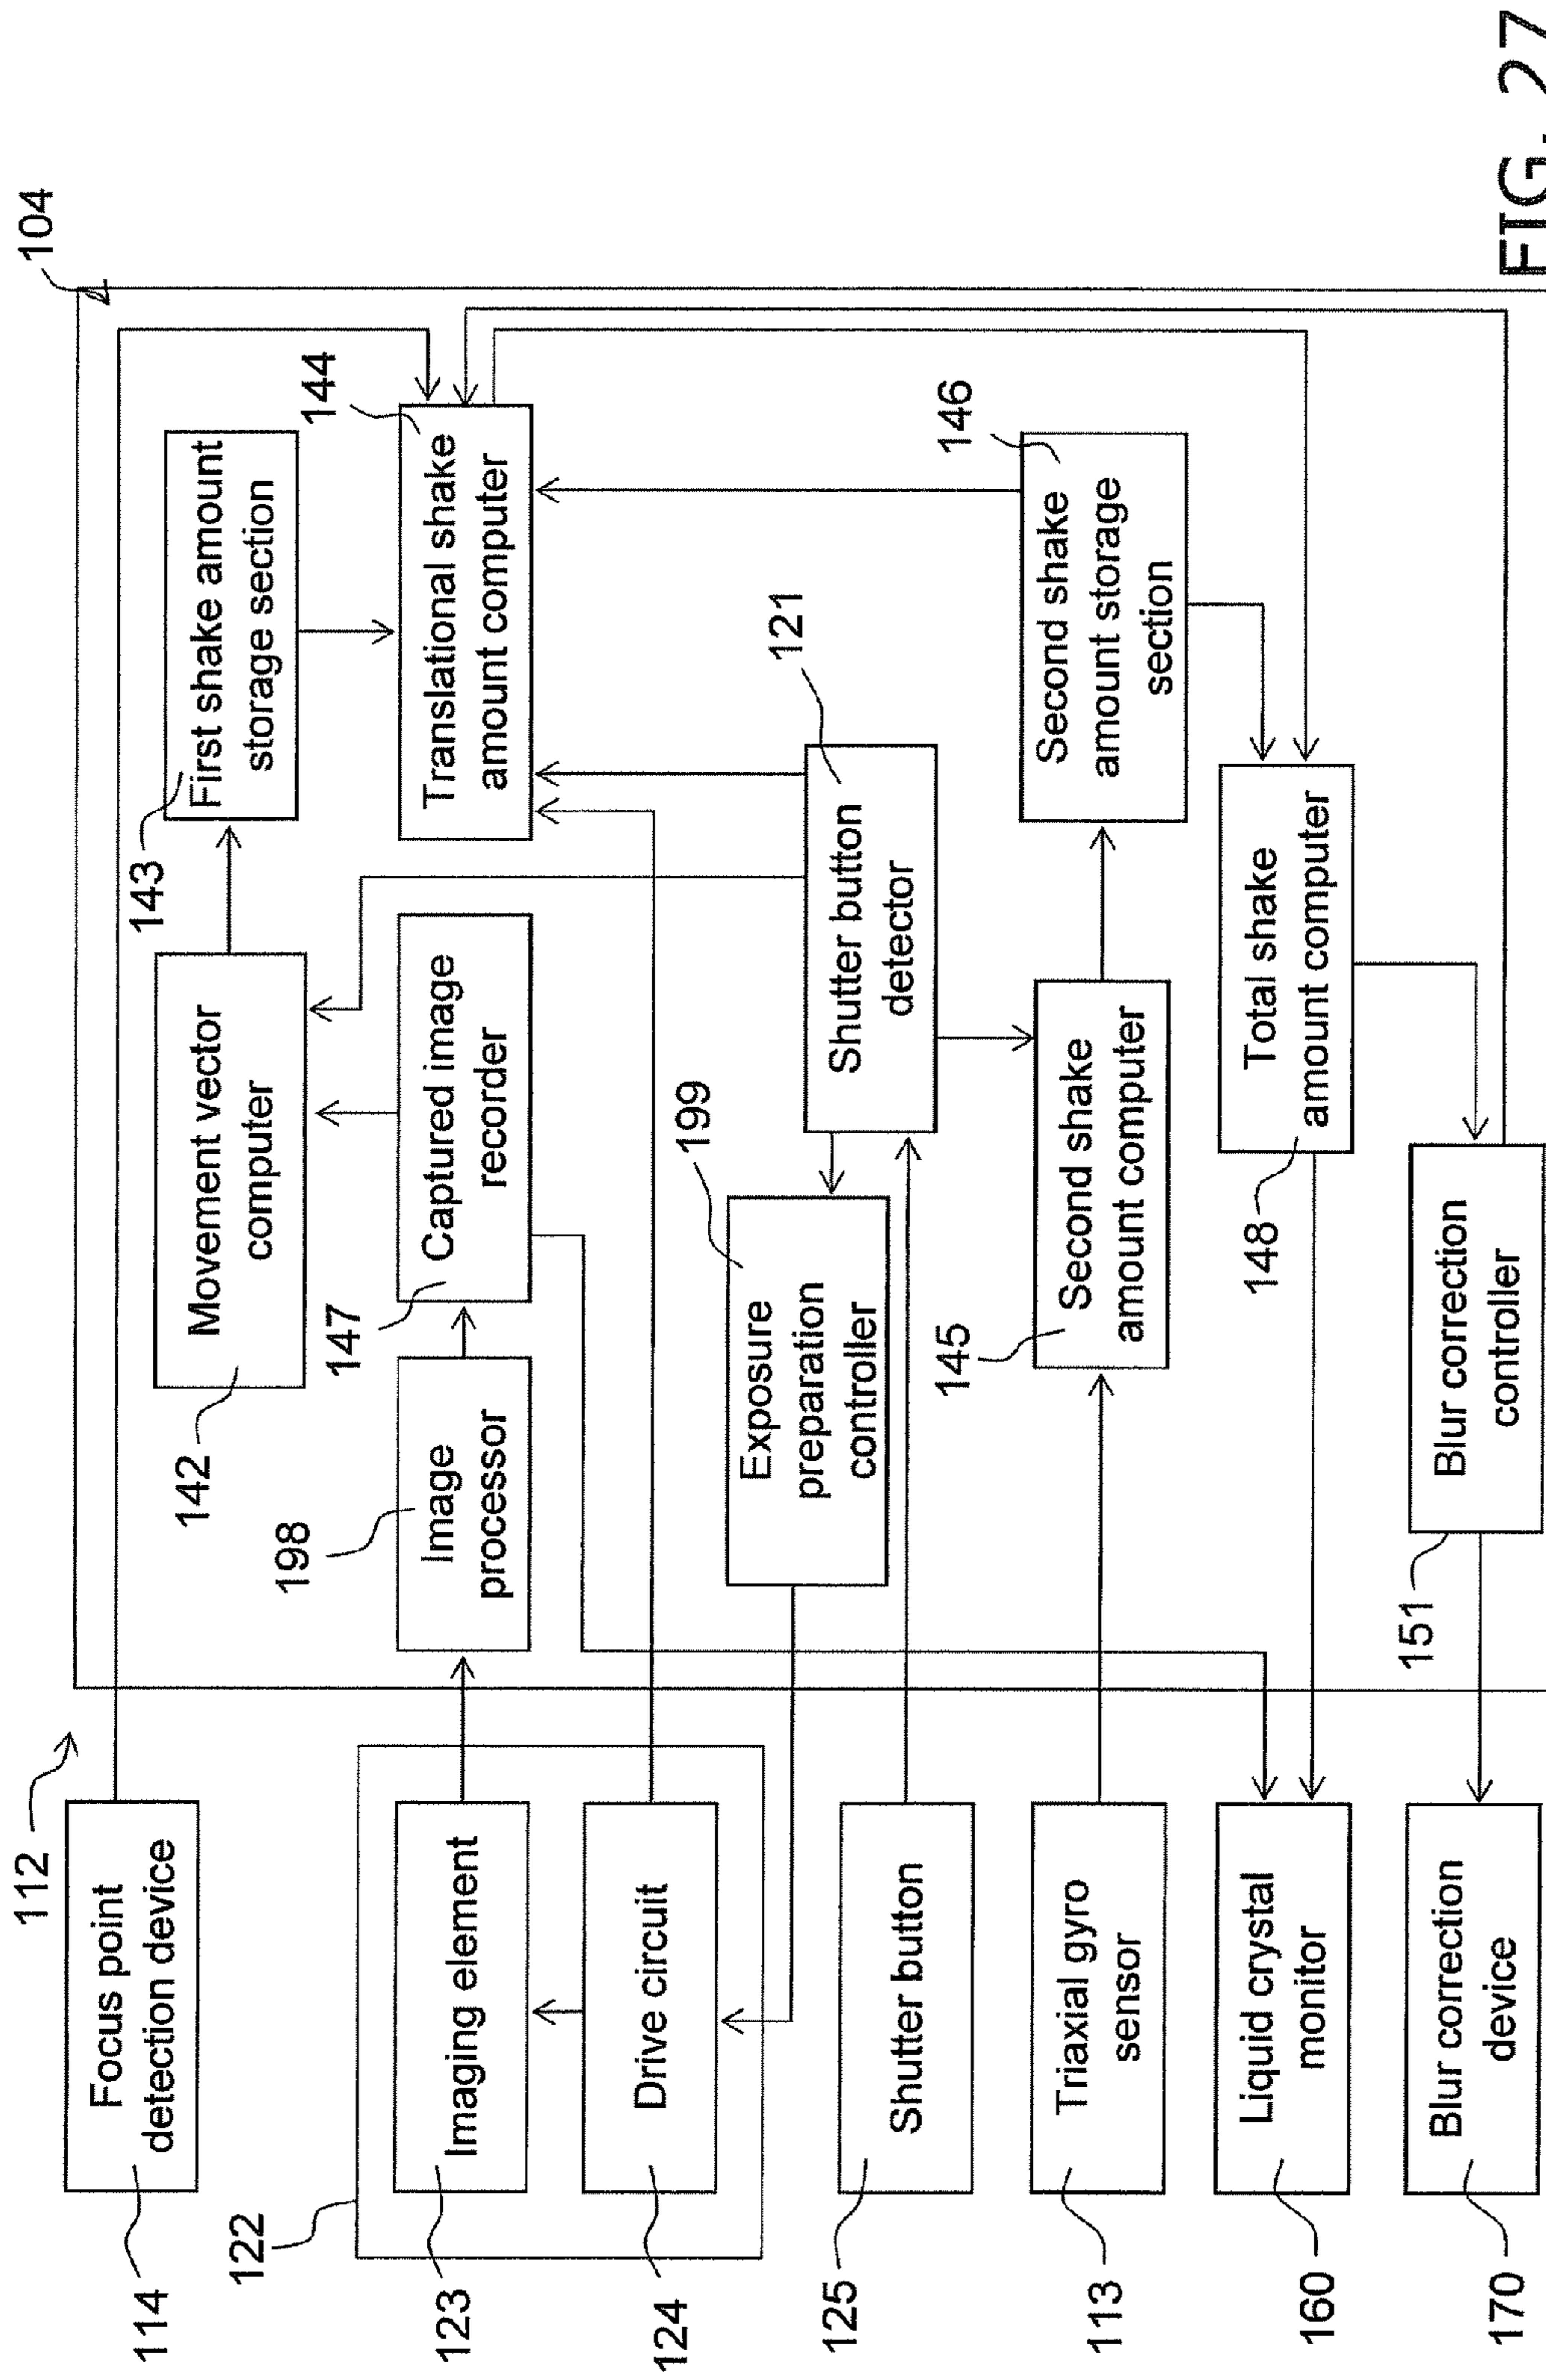 112
104
114
Focus point
detection device
122
123
Imaging element
124
Drive circuit
125
Shutter button
113
Triaxial gyro
sensor
160
Liquid crystal
monitor
170
Blur correction
device
142
Movement vector
computer
143
First shake amount
storage section
198
Image
processor
147
Captured image
recorder
144
Translational shake
amount computer
199
Exposure
preparation
controller
121
Shutter button
detector
145
Second shake
amount computer
146
Second shake
amount storage
section
148
Total shake
amount computer
151
Blur correction
controller
FIG. 27